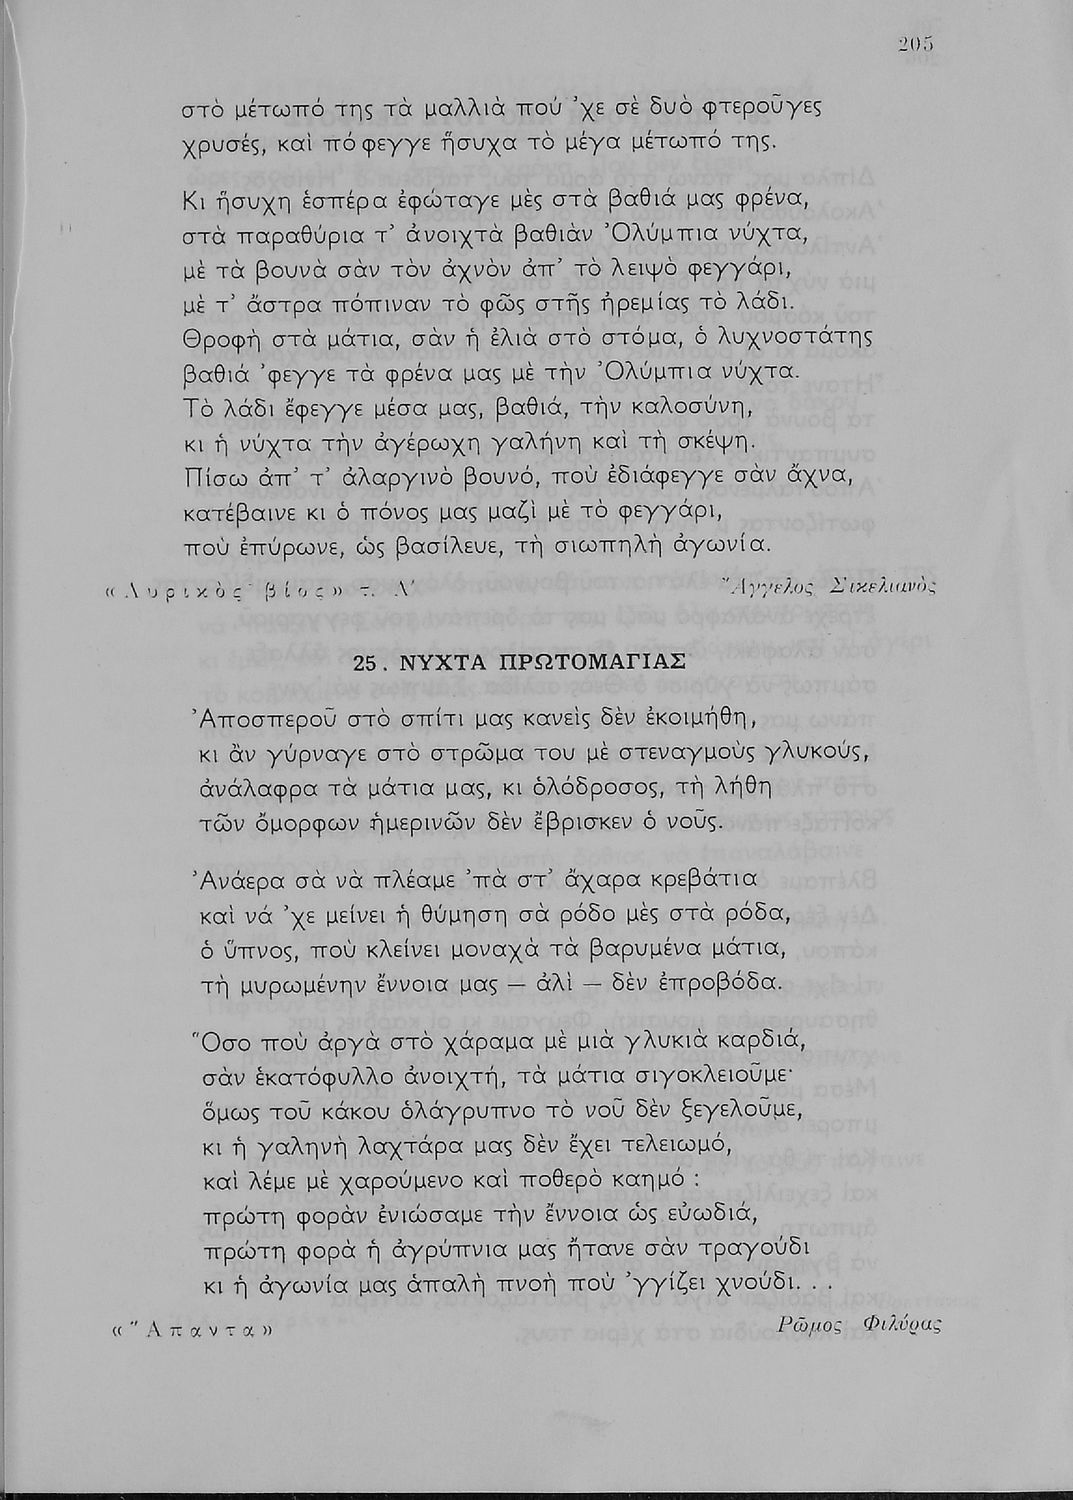 205
στὸ μέτωπό της τὰ μαλλιὰ πού 'χε σὲ δυὸ φτεροῦγες
χρυσές, καὶ πόφεγγε ἥσυχα τὸ μέγα μέτωπό της.
Κι ἥσυχη ἑσπέρα ἐφώταγε μὲς στὰ βαθιά μας φρένα,
στὰ παραθύρια τ' ἀνοιχτὰ βαθιὰν Ὀλύμπια νύχτα,
μὲ τὰ βουνὰ σὰν τὸν ἀχνὸν ἀπ' τὸ λειψὸ φεγγάρι,
μὲ τ' ἄστρα πόπιναν τὸ φῶς στῆς ἠρεμίας τὸ λάδι.
Θροφὴ στὰ μάτια, σὰν ἡ ἐλιὰ στὸ στόμα, ὁ λυχνοστάτης
βαθιά 'φεγγε τὰ φρένα μας μὲ τὴν Ὀλύμπια νύχτα.
Τὸ λάδι ἔφεγγε μέσα μας, βαθιά, τὴν καλοσύνη,
κι ἡ νύχτα τὴν ἀγέρωχη γαλήνη καὶ τὴ σκέψη.
Πίσω ἀπ' τ' ἀλαργινὸ βουνό, ποὺ ἐδιάφεγγε σὰν ἄχνα,
κατέβαινε κι ὁ πόνος μας μαζὶ μὲ τὸ φεγγάρι,
ποὺ ἐπύρωνε, ὡς βασίλευε, τὴ σιωπηλὴ ἀγωνία.
«Λυρικὸς βίος» τ. Α' Ἄγγελος Σικελιανὸς
25. ΝΥΧΤΑ ΠΡΩΤΟΜΑΓΙΑΣ
Ἀποσπεροῦ στὸ σπίτι μας κανεὶς δὲν ἐκοιμήθη,
κι ἂν γύρναγε στὸ στρῶμα του μὲ στεναγμοὺς γλυκούς,
ἀνάλαφρα τὰ μάτια μας, κι ὁλόδροσος, τὴ λήθη
τῶν ὄμορφων ἡμερινῶν δὲν ἔβρισκεν ὁ νοῦς.
Ἀνάερα σὰ νὰ πλέαμε 'πὰ στ' ἄχαρα κρεβάτια
καὶ νά 'χε μείνει ἡ θύμηση σὰ ρόδο μὲς στὰ ρόδα,
ὁ ὕπνος, ποὺ κλείνει μοναχὰ τὰ βαρυμένα μάτια,
τὴ μυρωμένην ἔννοια μας – ἀλὶ – δὲν ἐπροβόδα.
Ὅσο ποὺ ἀργὰ στὸ χάραμα μὲ μιὰ γλυκιὰ καρδιά,
σὰν ἑκατόφυλλο ἀνοιχτή, τὰ μάτια σιγοκλειοῦμε·
ὅμως τοῦ κάκου ὁλάγρυπνο τὸ νοῦ δὲν ξεγελοῦμε,
κι ἡ γαληνὴ λαχτάρα μας δὲν ἔχει τελειωμό,
καὶ λέμε μὲ χαρούμενο καὶ ποθερὸ καημό :
πρώτη φορὰν ἐνιώσαμε τὴν ἔννοια ὡς εὐωδιά,
πρώτη φορὰ ἡ ἀγρύπνια μας ἤτανε σὰν τραγούδι
κι ἡ ἀγωνία μας ἁπαλὴ πνοὴ ποὺ 'γγίζει χνούδι. . .
«Ἅπαντα» Ρῶμος Φιλύρας